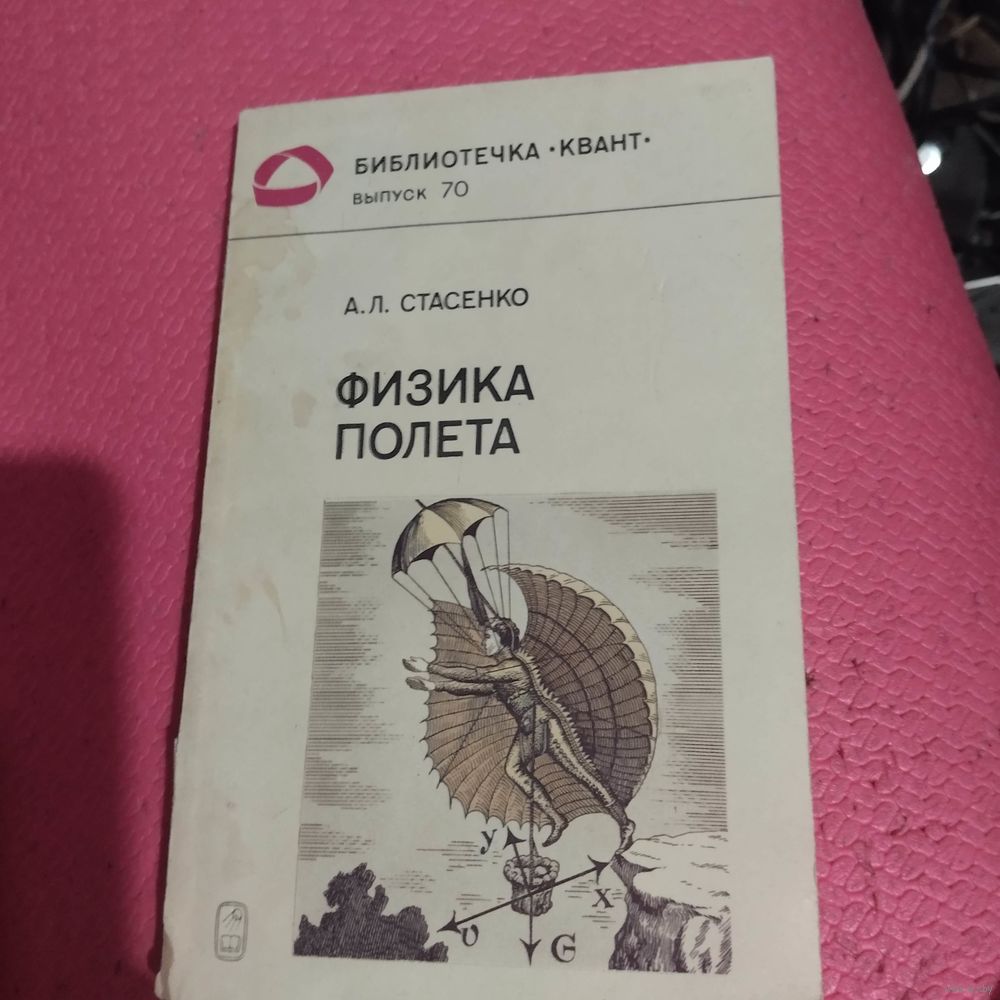 БИБЛИОТЕЧКА •КВАНТ•
ВЫПУСК 70
А.Л. СТАСЕНКО
ФИЗИКА
ПОЛЕТА
y
x
υ
G